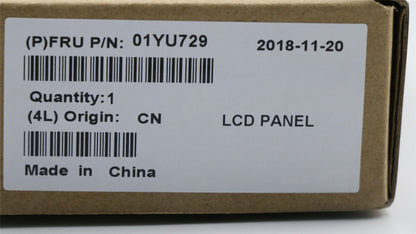 (P)FRU P/N: 01YU729 2018-11-20
Quantity:1
(4L) Origin: CN LCD PANEL
Made in China